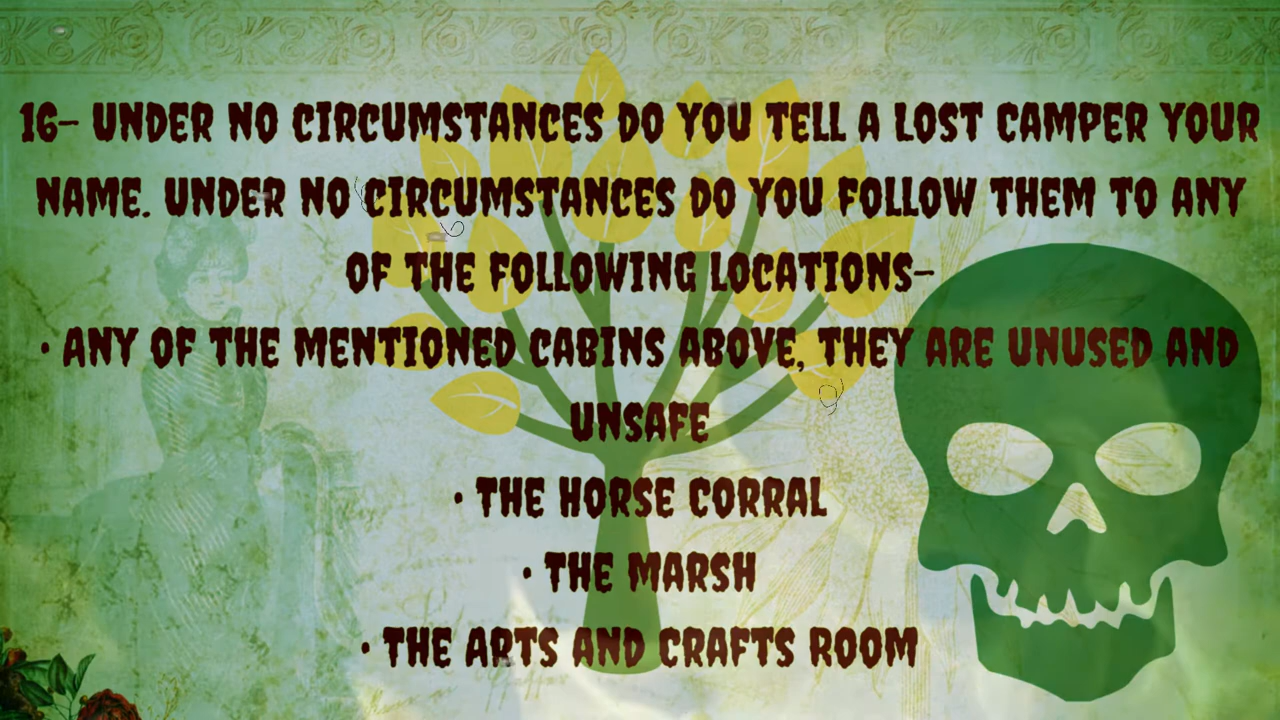 16- UNDER NO CIRCUMSTANCES DO YOU TELL A LOST CAMPER YOUR
NAME. UNDER NO CIRCUMSTANCES DO YOU FOLLOW THEM TO ANY
OF THE FOLLOWING LOCATIONS-
• ANY OF THE MENTIONED CABINS ABOVE, THEY ARE UNUSED AND
UNSAFE
• THE HORSE CORRAL
• THE MARSH
• THE ARTS AND CRAFTS ROOM